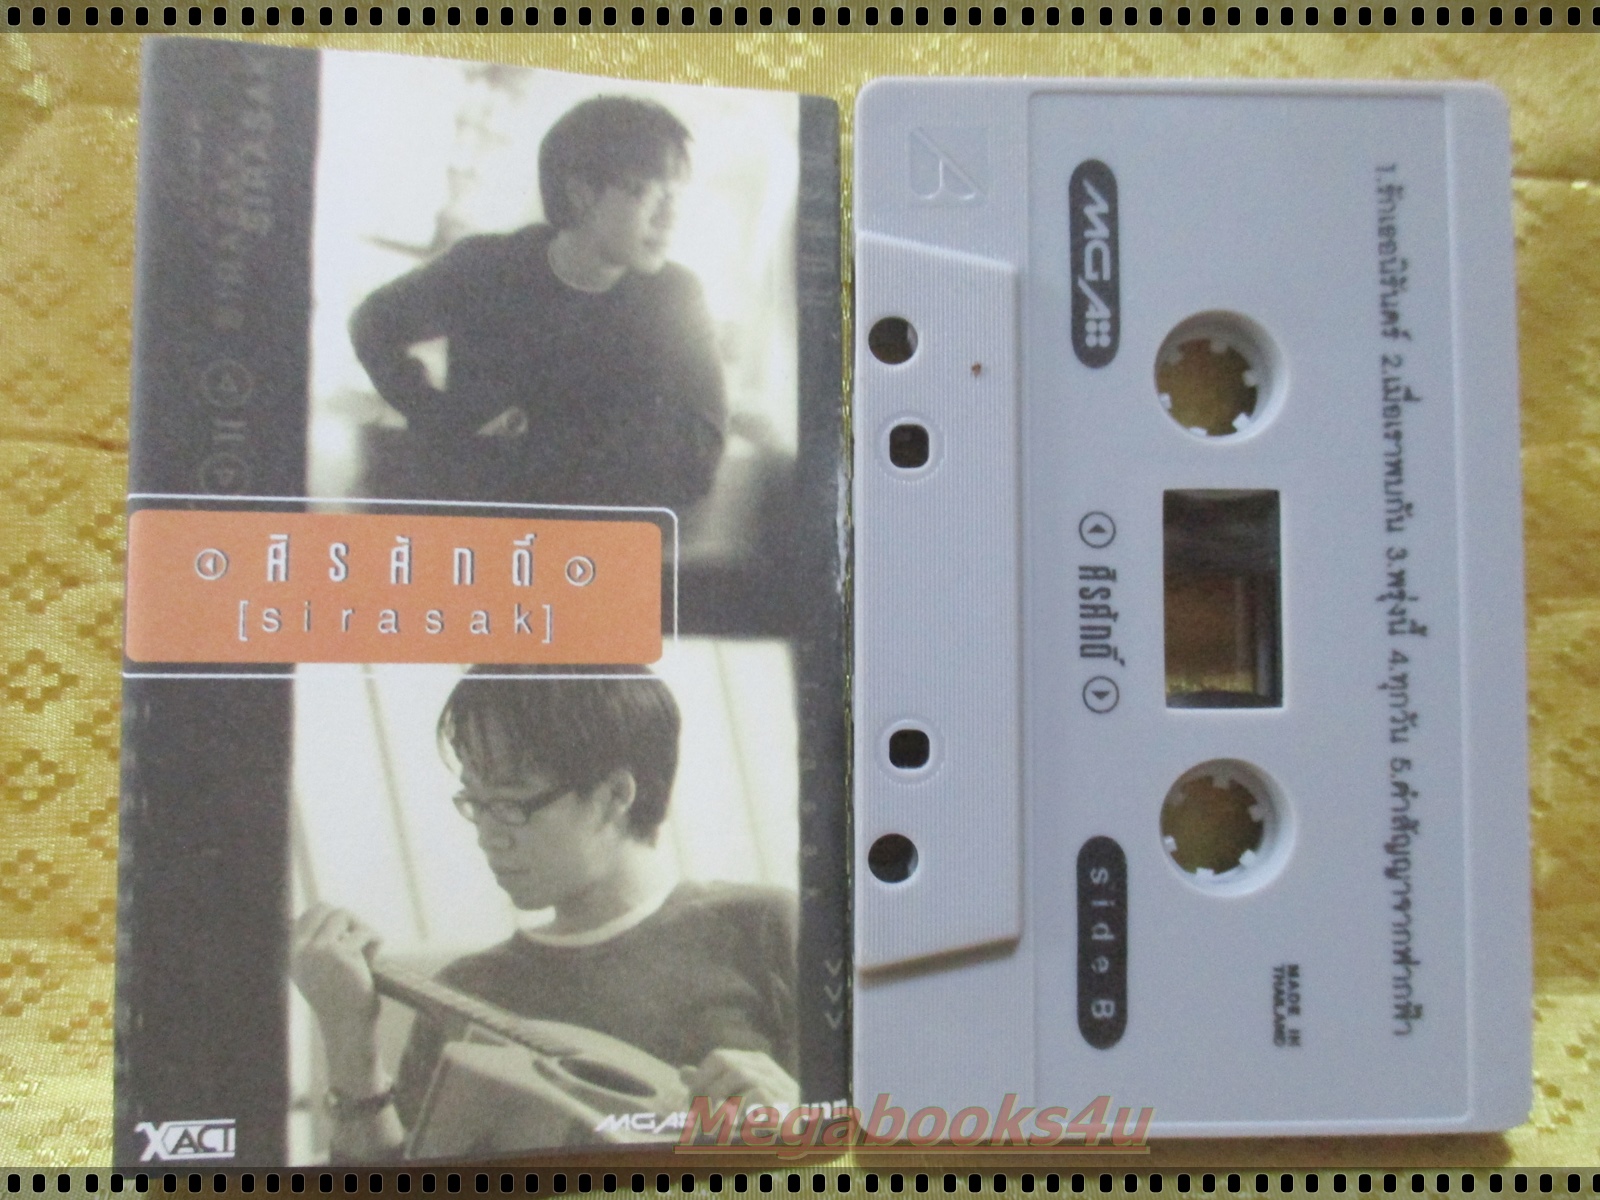 ศิรศักดิ์
[sirasak]
XACT
MGA
MGA
ศิรศักดิ์
side B
1.รักเธอนิรันดร์ 2.เมื่อเราพบกัน 3.พรุ่งนี้ 4.ทุกวัน 5.คำสัญญาจากฟากฟ้า
MADE IN
THAILAND
Megabooks4u